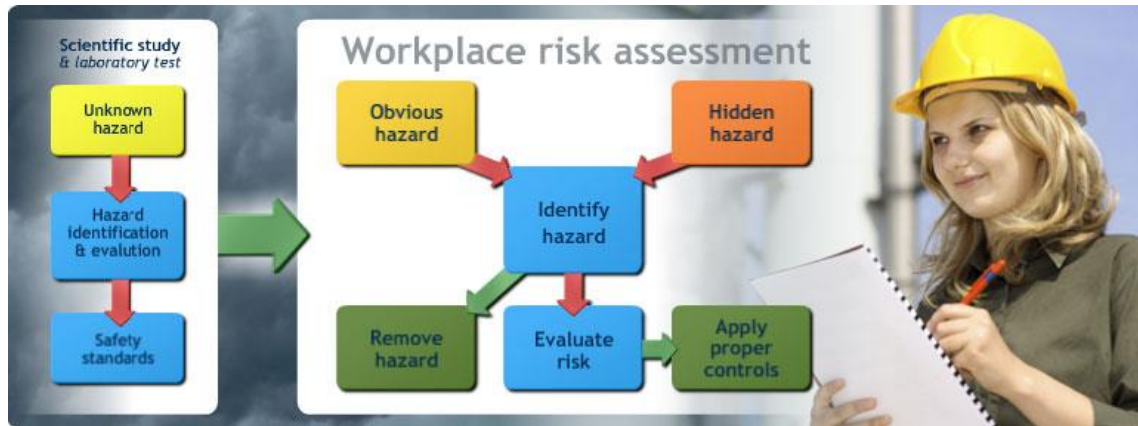 Scientific study
& laboratory test
Unknown
hazard
Hazard
identification
& evalution
Safety
standards
Workplace risk assessment
Obvious
hazard
Hidden
hazard
Identify
hazard
Remove
hazard
Evaluate
risk
Apply
proper
controls